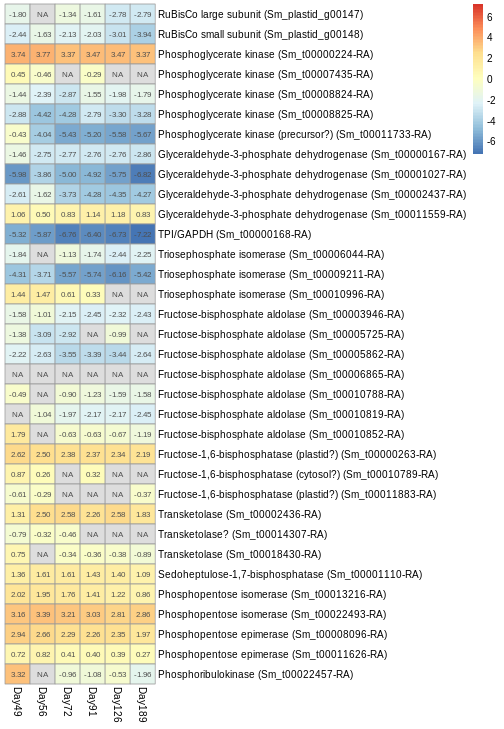 -1.80 NA -1.34 -1.61 -2.78 -2.79 RuBisCo large subunit (Sm_plastid_g00147)
-2.44 -1.63 -2.13 -2.03 -3.01 -3.94 RuBisCo small subunit (Sm_plastid_g00148)
3.74 3.77 3.37 3.47 3.47 3.37 Phosphoglycerate kinase (Sm_t00000224-RA)
0.45 -0.46 NA -0.29 NA NA Phosphoglycerate kinase (Sm_t00007435-RA)
-1.44 -2.39 -2.87 -1.55 -1.98 -1.79 Phosphoglycerate kinase (Sm_t00008824-RA)
-2.88 -4.42 -4.28 -2.79 -3.30 -3.28 Phosphoglycerate kinase (Sm_t00008825-RA)
-0.43 -4.04 -5.43 -5.20 -5.58 -5.67 Phosphoglycerate kinase (precursor?) (Sm_t00011733-RA)
-1.46 -2.75 -2.77 -2.76 -2.76 -2.86 Glyceraldehyde-3-phosphate dehydrogenase (Sm_t00000167-RA)
-5.98 -3.86 -5.00 -4.92 -5.75 -6.82 Glyceraldehyde-3-phosphate dehydrogenase (Sm_t00001027-RA)
-2.61 -1.62 -3.73 -4.28 -4.35 -4.27 Glyceraldehyde-3-phosphate dehydrogenase (Sm_t00002437-RA)
1.06 0.50 0.83 1.14 1.18 0.83 Glyceraldehyde-3-phosphate dehydrogenase (Sm_t00011559-RA)
-5.32 -5.87 -6.76 -6.40 -6.73 -7.22 TPI/GAPDH (Sm_t00000168-RA)
-1.84 NA -1.13 -1.74 -2.44 -2.25 Triosephosphate isomerase (Sm_t00006044-RA)
-4.31 -3.71 -5.57 -5.74 -6.16 -5.42 Triosephosphate isomerase (Sm_t00009211-RA)
1.44 1.47 0.61 0.33 NA NA Triosephosphate isomerase (Sm_t00010996-RA)
-1.58 -1.01 -2.15 -2.45 -2.32 -2.43 Fructose-bisphosphate aldolase (Sm_t00003946-RA)
-1.38 -3.09 -2.92 NA -0.99 NA Fructose-bisphosphate aldolase (Sm_t00005725-RA)
-2.22 -2.63 -3.55 -3.39 -3.44 -2.64 Fructose-bisphosphate aldolase (Sm_t00005862-RA)
NA NA NA NA NA NA Fructose-bisphosphate aldolase (Sm_t00006865-RA)
-0.49 NA -0.90 -1.23 -1.59 -1.58 Fructose-bisphosphate aldolase (Sm_t00010788-RA)
NA -1.04 -1.97 -2.17 -2.17 -2.45 Fructose-bisphosphate aldolase (Sm_t00010819-RA)
1.79 NA -0.63 -0.63 -0.67 -1.19 Fructose-bisphosphate aldolase (Sm_t00010852-RA)
2.62 2.50 2.38 2.37 2.34 2.19 Fructose-1,6-bisphosphatase (plastid?) (Sm_t00000263-RA)
0.87 0.26 NA 0.32 NA NA Fructose-1,6-bisphosphatase (cytosol?) (Sm_t00010789-RA)
-0.61 -0.29 NA NA NA -0.37 Fructose-1,6-bisphosphatase (plastid?) (Sm_t00011883-RA)
1.31 2.50 2.58 2.26 2.58 1.83 Transketolase (Sm_t00002436-RA)
-0.79 -0.32 -0.46 NA NA NA Transketolase? (Sm_t00014307-RA)
0.75 NA -0.34 -0.36 -0.38 -0.89 Transketolase (Sm_t00018430-RA)
1.36 1.61 1.61 1.43 1.40 1.09 Sedoheptulose-1,7-bisphosphatase (Sm_t00001110-RA)
2.02 1.95 1.76 1.41 1.22 0.86 Phosphopentose isomerase (Sm_t00013216-RA)
3.16 3.39 3.21 3.03 2.81 2.86 Phosphopentose isomerase (Sm_t00022493-RA)
2.94 2.66 2.29 2.26 2.35 1.97 Phosphopentose epimerase (Sm_t00008096-RA)
0.72 0.82 0.41 0.40 0.39 0.27 Phosphopentose epimerase (Sm_t00011626-RA)
3.32 NA -0.96 -1.08 -0.53 -1.96 Phosphoribulokinase (Sm_t00022457-RA)
Day49 Day56 Day72 Day91 Day126 Day189
6
4
2
0
-2
-4
-6